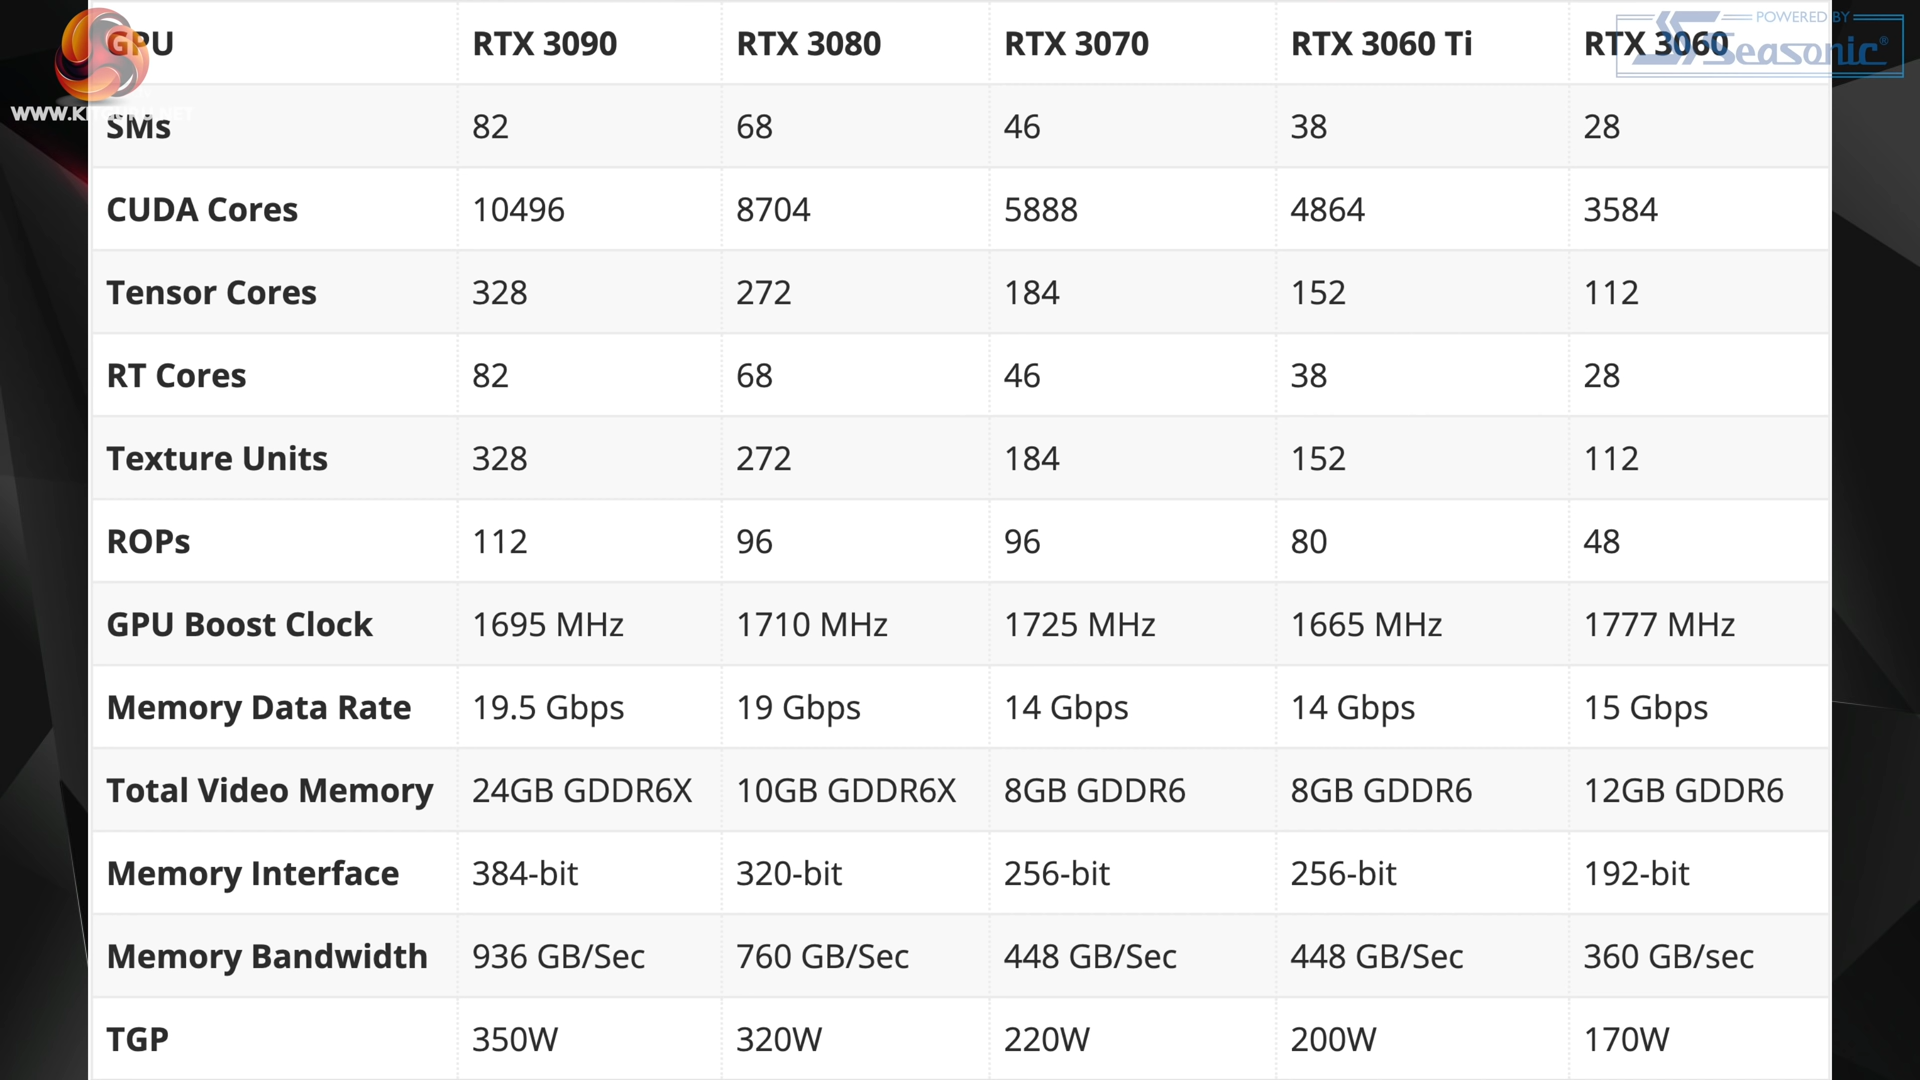 GPU RTX 3090 RTX 3080 RTX 3070 RTX 3060 Ti RTX 3060
POWERED BY
Seasonic®
WWW.KITGURU.NET
SMs 82 68 46 38 28
CUDA Cores 10496 8704 5888 4864 3584
Tensor Cores 328 272 184 152 112
RT Cores 82 68 46 38 28
Texture Units 328 272 184 152 112
ROPs 112 96 96 80 48
GPU Boost Clock 1695 MHz 1710 MHz 1725 MHz 1665 MHz 1777 MHz
Memory Data Rate 19.5 Gbps 19 Gbps 14 Gbps 14 Gbps 15 Gbps
Total Video Memory 24GB GDDR6X 10GB GDDR6X 8GB GDDR6 8GB GDDR6 12GB GDDR6
Memory Interface 384-bit 320-bit 256-bit 256-bit 192-bit
Memory Bandwidth 936 GB/Sec 760 GB/Sec 448 GB/Sec 448 GB/Sec 360 GB/sec
TGP 350W 320W 220W 200W 170W